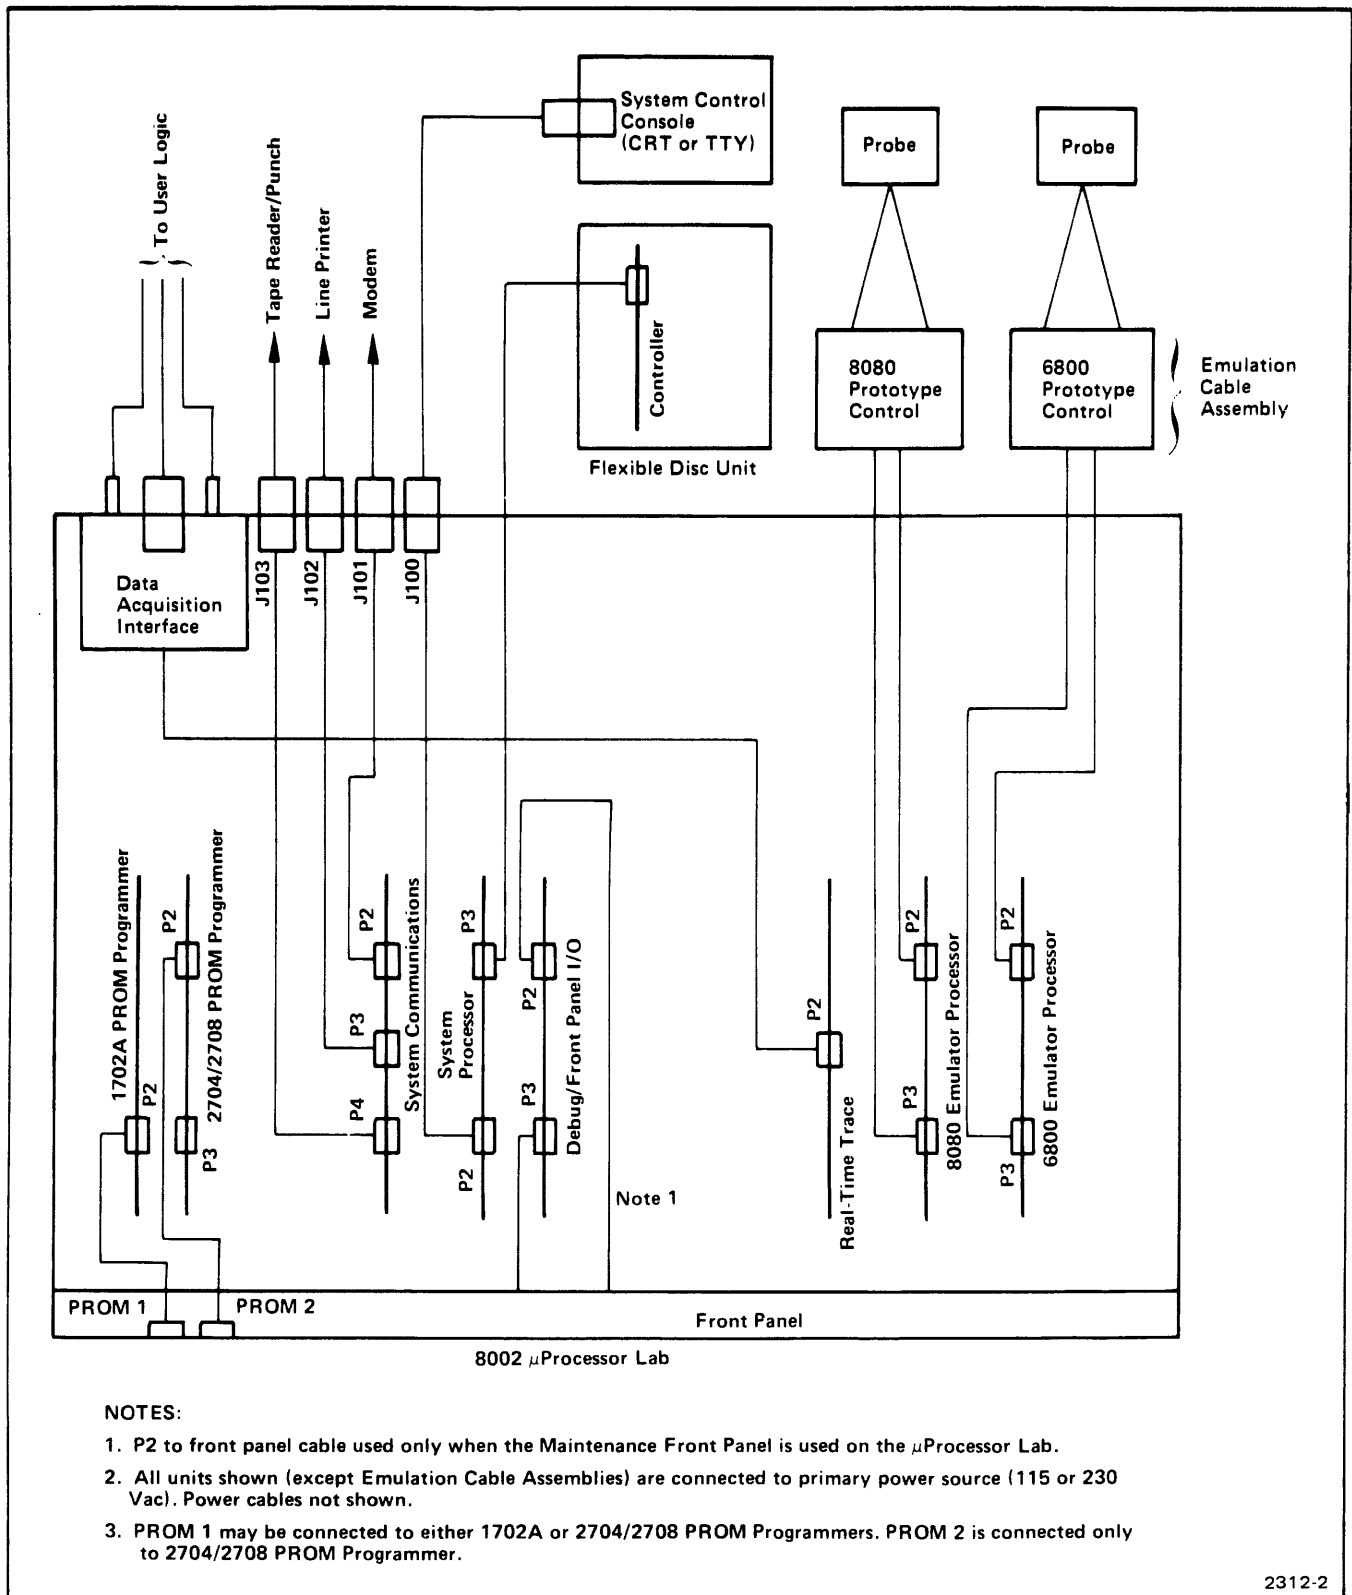 System Control
Console
(CRT or TTY)
Probe
Probe
To User Logic
Tape Reader/Punch
Line Printer
Modem
Controller
Flexible Disc Unit
8080
Prototype
Control
6800
Prototype
Control
Emulation
Cable
Assembly
Data
Acquisition
Interface
J103
J102
J101
J100
1702A PROM Programmer
P2
P2
P3
2704/2708 PROM Programmer
P2
P3
P4
System Communications
P3
System
Processor
P2
P2
P3
Debug/Front Panel I/O
Note 1
P2
Real-Time Trace
P2
P3
8080 Emulator Processor
P2
P3
6800 Emulator Processor
PROM 1
PROM 2
Front Panel
8002 μProcessor Lab
NOTES:
1. P2 to front panel cable used only when the Maintenance Front Panel is used on the μProcessor Lab.
2. All units shown (except Emulation Cable Assemblies) are connected to primary power source (115 or 230
Vac). Power cables not shown.
3. PROM 1 may be connected to either 1702A or 2704/2708 PROM Programmers. PROM 2 is connected only
to 2704/2708 PROM Programmer.
2312-2